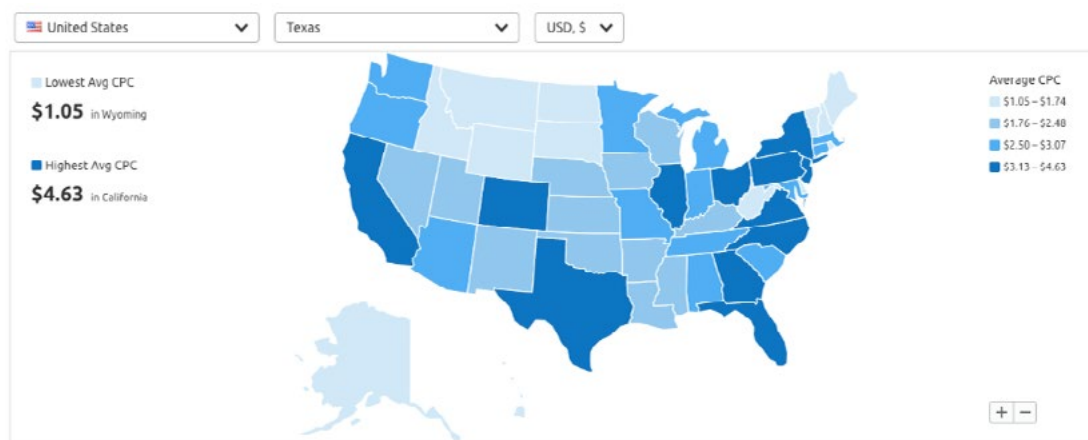 United States
Texas
USD, $
Lowest Avg CPC
$1.05 in Wyoming
Highest Avg CPC
$4.63 in California
Average CPC
$1.05 – $1.74
$1.76 – $2.48
$2.50 – $3.07
$3.13 – $4.63
+ −